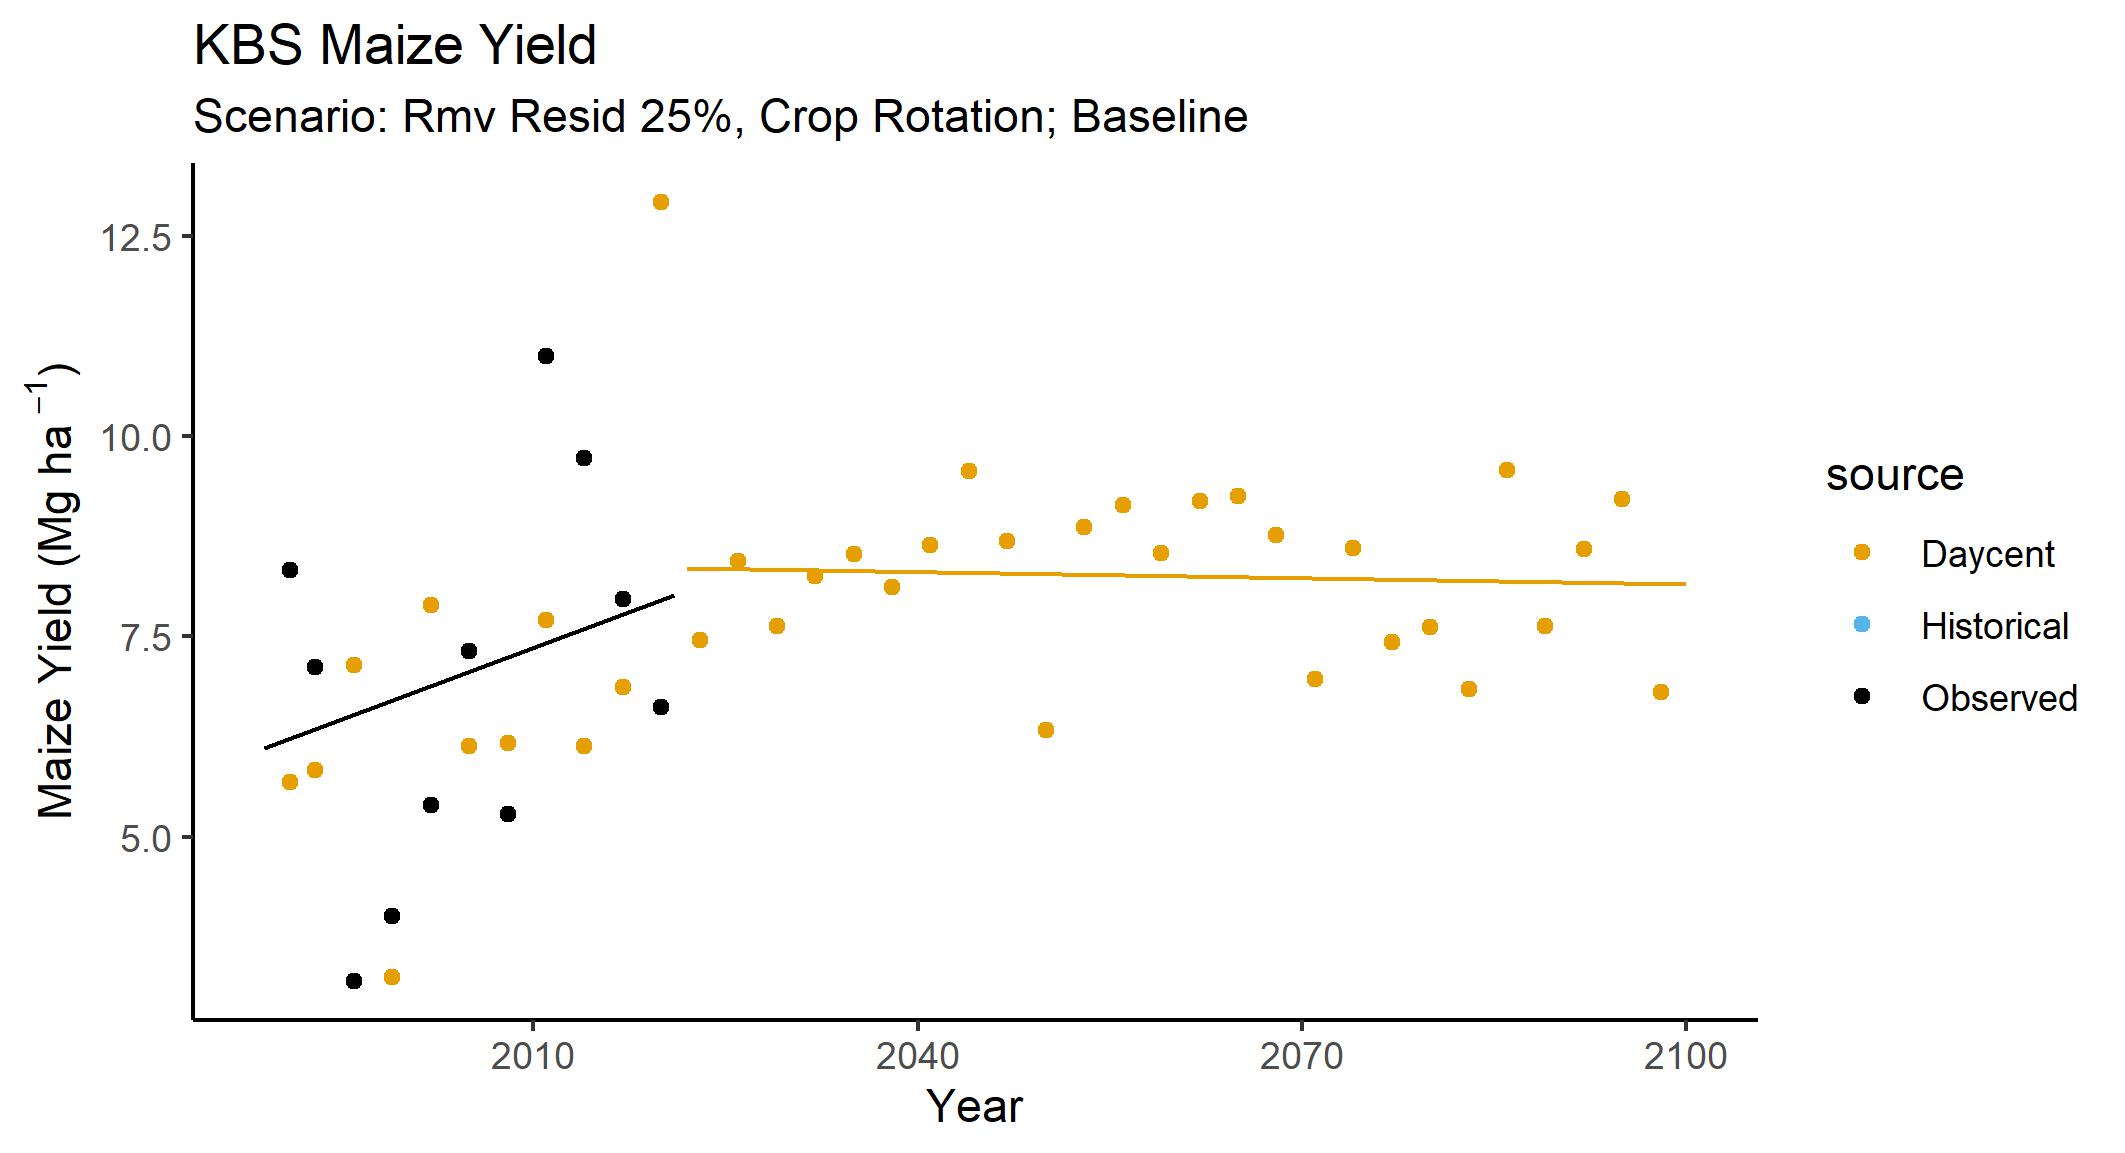 KBS Maize Yield
Scenario: Rmv Resid 25%, Crop Rotation; Baseline
Maize Yield (Mg ha⁻¹)
12.5
10.0
7.5
5.0
2010 2040 2070 2100
Year
source
Daycent
Historical
Observed